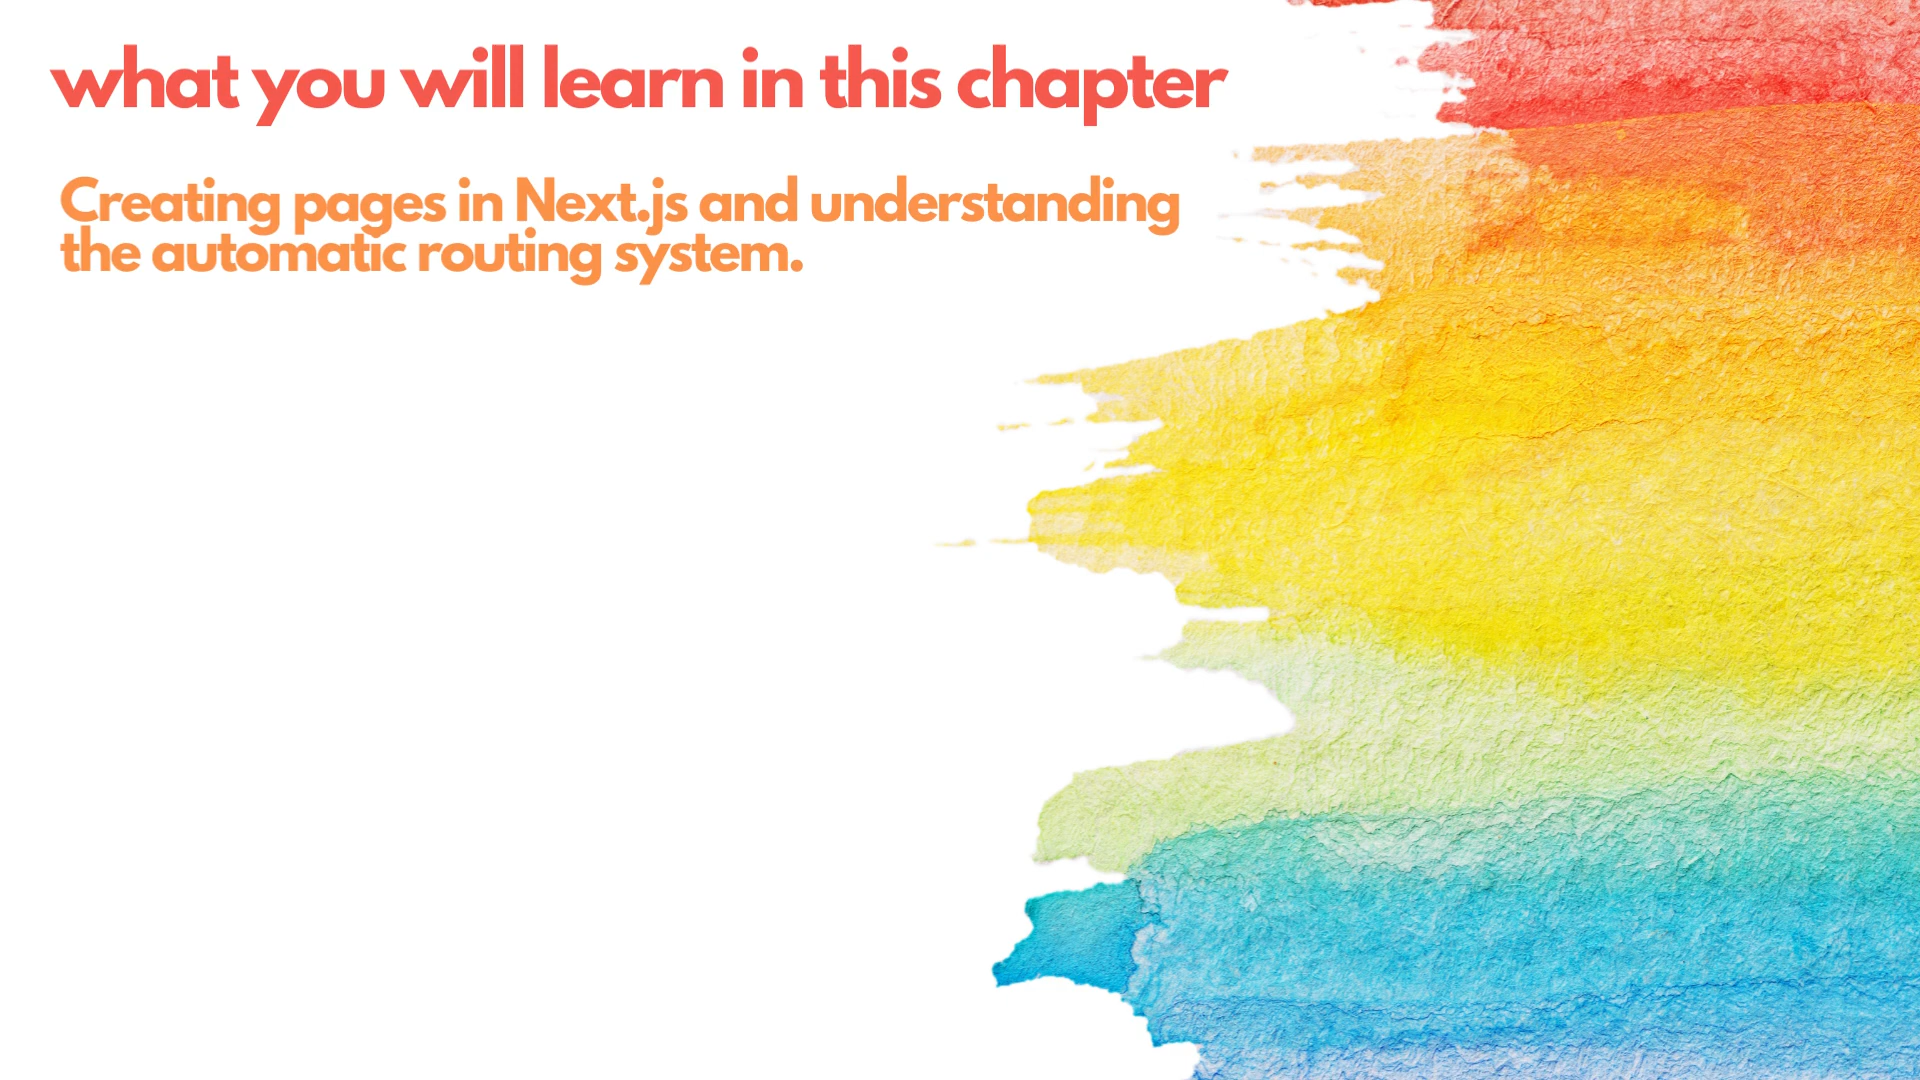 what you will learn in this chapter
Creating pages in Next.js and understanding
the automatic routing system.